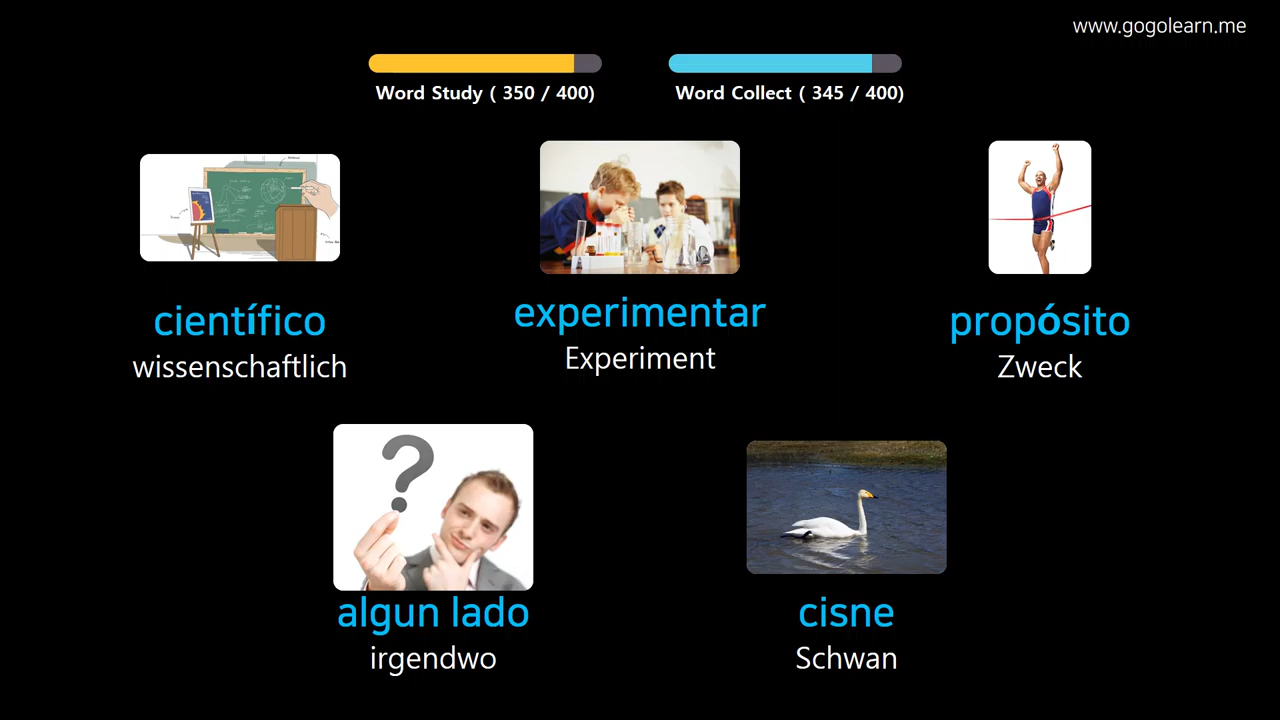 www.gogolearn.me
Word Study ( 350 / 400)
Word Collect ( 345 / 400)
científico
wissenschaftlich
experimentar
Experiment
propósito
Zweck
?
algun lado
irgendwo
cisne
Schwan